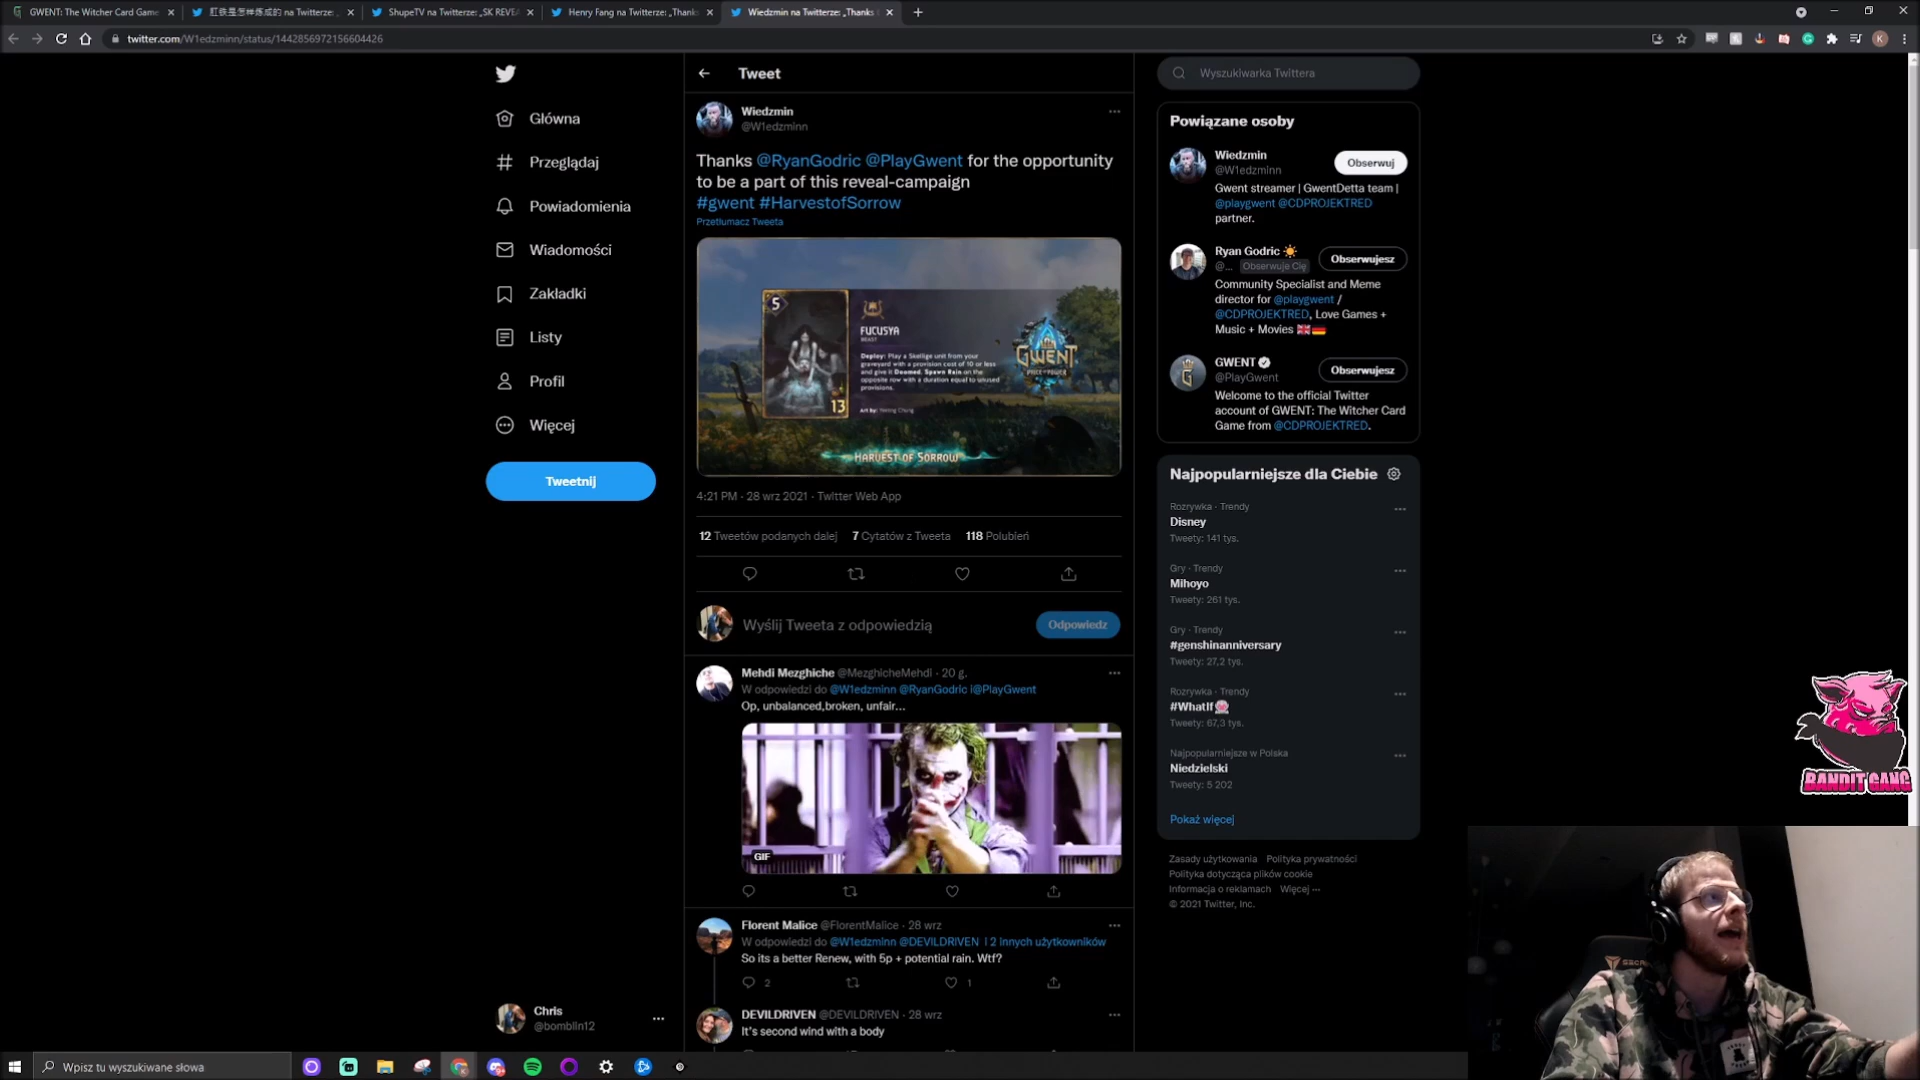 GWENT: The Witcher Card Game
肛铁是怎样炼成的 na Twitterze: „
ShupeTV na Twitterze: „SK REVEA
Henry Fang na Twitterze: „Thanks
Wiedzmin na Twitterze: „Thanks
twitter.com/W1edzminn/status/1442856972156604426
K
Główna
Przeglądaj
Powiadomienia
Wiadomości
Zakładki
Listy
Profil
Więcej
Tweetnij
Chris
@bomblin12
Tweet
Wiedzmin
@W1edzminn
Thanks @RyanGodric @PlayGwent for the opportunity
to be a part of this reveal-campaign
#gwent #HarvestofSorrow
Przetłumacz Tweeta
5
13
FUCUSYA
BEAST
Deploy: Play a Skellige unit from your
graveyard with a provision cost of 10 or less
and give it Doomed. Spawn Rain on the
opposite row with a duration equal to unused
provisions.
Art by: Yeeting Chung
GWENT
PRICE OF POWER
HARVEST OF SORROW
4:21 PM · 28 wrz 2021 · Twitter Web App
12 Tweetów podanych dalej 7 Cytatów z Tweeta 118 Polubień
Wyślij Tweeta z odpowiedzią
Odpowiedz
Mehdi Mezghiche @MezghicheMehdi · 20 g.
W odpowiedzi do @W1edzminn @RyanGodric i@PlayGwent
Op, unbalanced,broken, unfair...
GIF
Florent Malice @FlorentMalice · 28 wrz
W odpowiedzi do @W1edzminn @DEVILDRIVEN i 2 innych użytkowników
So its a better Renew, with 5p + potential rain. Wtf?
2
1
DEVILDRIVEN @DEVILDRIVEN · 28 wrz
It's second wind with a body
Wyszukiwarka Twittera
Powiązane osoby
Wiedzmin
@W1edzminn
Obserwuj
Gwent streamer | GwentDetta team |
@playgwent @CDPROJEKTRED
partner.
Ryan Godric
@... Obserwuje Cię
Obserwujesz
Community Specialist and Meme
director for @playgwent /
@CDPROJEKTRED, Love Games +
Music + Movies
GWENT
@PlayGwent
Obserwujesz
Welcome to the official Twitter
account of GWENT: The Witcher Card
Game from @CDPROJEKTRED.
Najpopularniejsze dla Ciebie
Rozrywka · Trendy
Disney
Tweety: 141 tys.
Gry · Trendy
Mihoyo
Tweety: 261 tys.
Gry · Trendy
#genshinanniversary
Tweety: 27,2 tys.
Rozrywka · Trendy
#WhatIf
Tweety: 67,3 tys.
Najpopularniejsze w Polska
Niedzielski
Tweety: 5 202
Pokaż więcej
Zasady użytkowania Polityka prywatności
Polityka dotycząca plików cookie
Informacja o reklamach Więcej ···
© 2021 Twitter, Inc.
BANDIT GANG
Wpisz tu wyszukiwane słowa